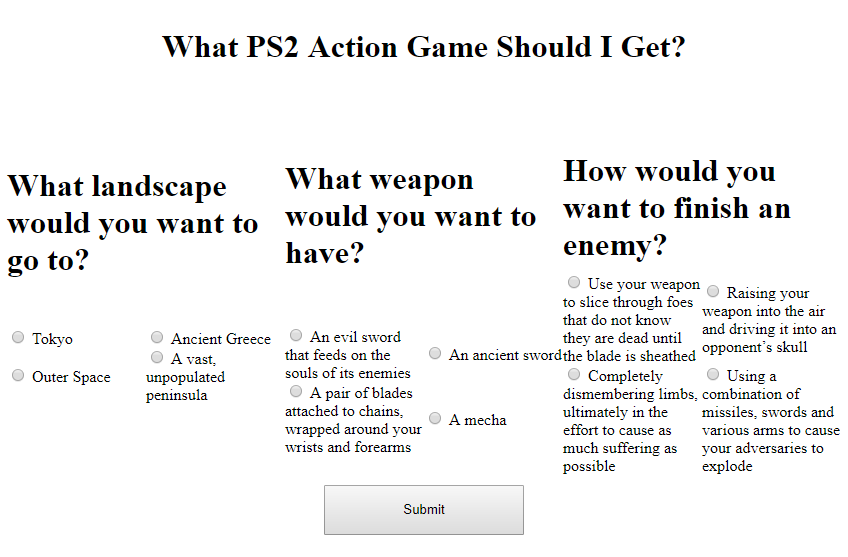 What PS2 Action Game Should I Get?
What landscape
would you want to
go to?
Tokyo
Ancient Greece
Outer Space
A vast,
unpopulated
peninsula
What weapon
would you want to
have?
An evil sword
that feeds on the
souls of its enemies
An ancient sword
A pair of blades
attached to chains,
wrapped around your
wrists and forearms
A mecha
How would you
want to finish an
enemy?
Use your weapon
to slice through foes
that do not know
they are dead until
the blade is sheathed
Raising your
weapon into the air
and driving it into an
opponent’s skull
Completely
dismembering limbs,
ultimately in the
effort to cause as
much suffering as
possible
Using a
combination of
missiles, swords and
various arms to cause
your adversaries to
explode
Submit